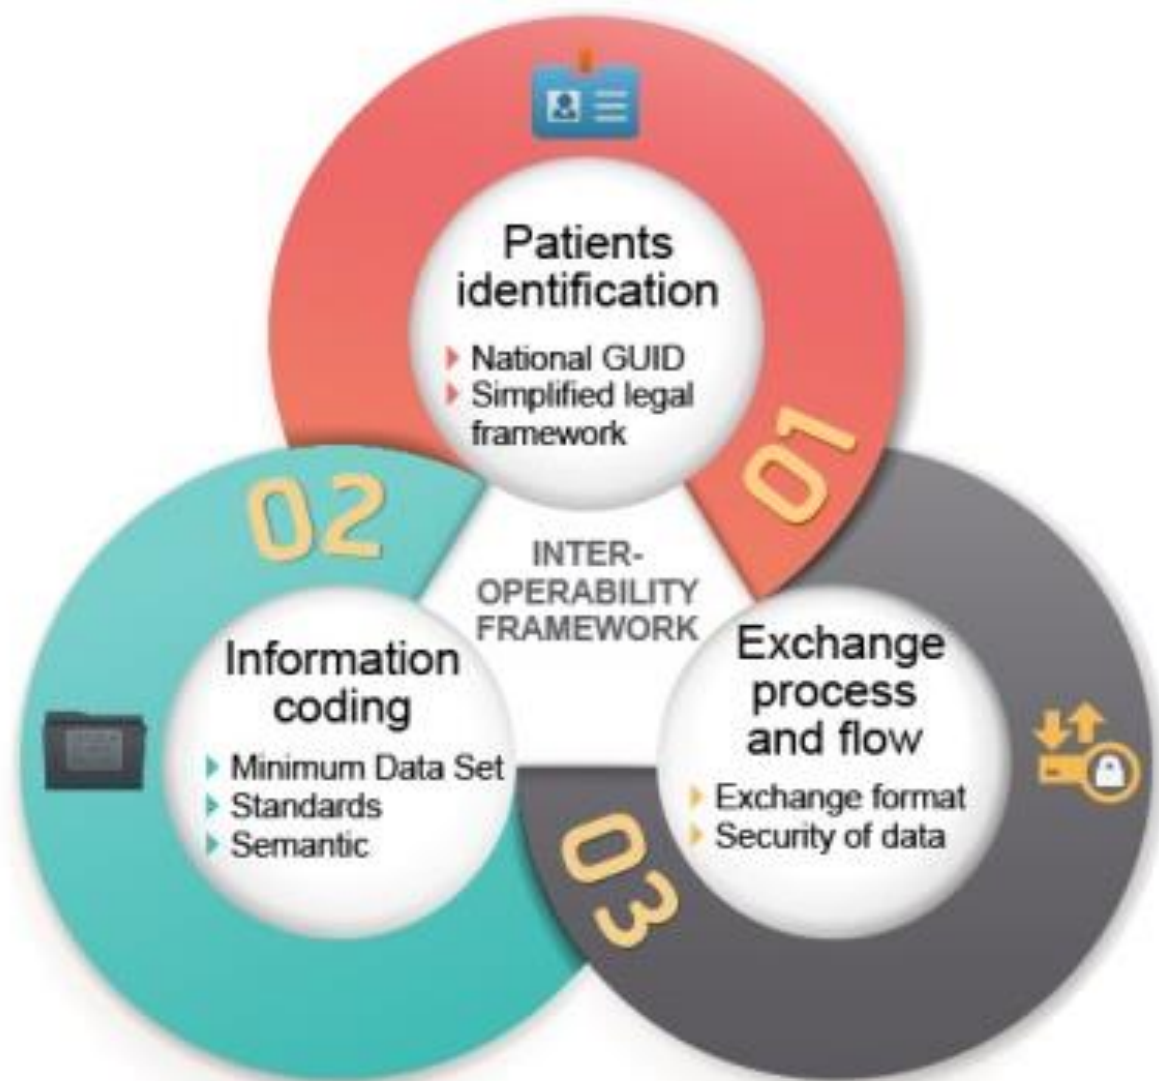 Patients
identification
National GUID
Simplified legal
framework
01
02
INTER-
OPERABILITY
FRAMEWORK
Information
coding
Minimum Data Set
Standards
Semantic
Exchange
process
and flow
Exchange format
Security of data
03